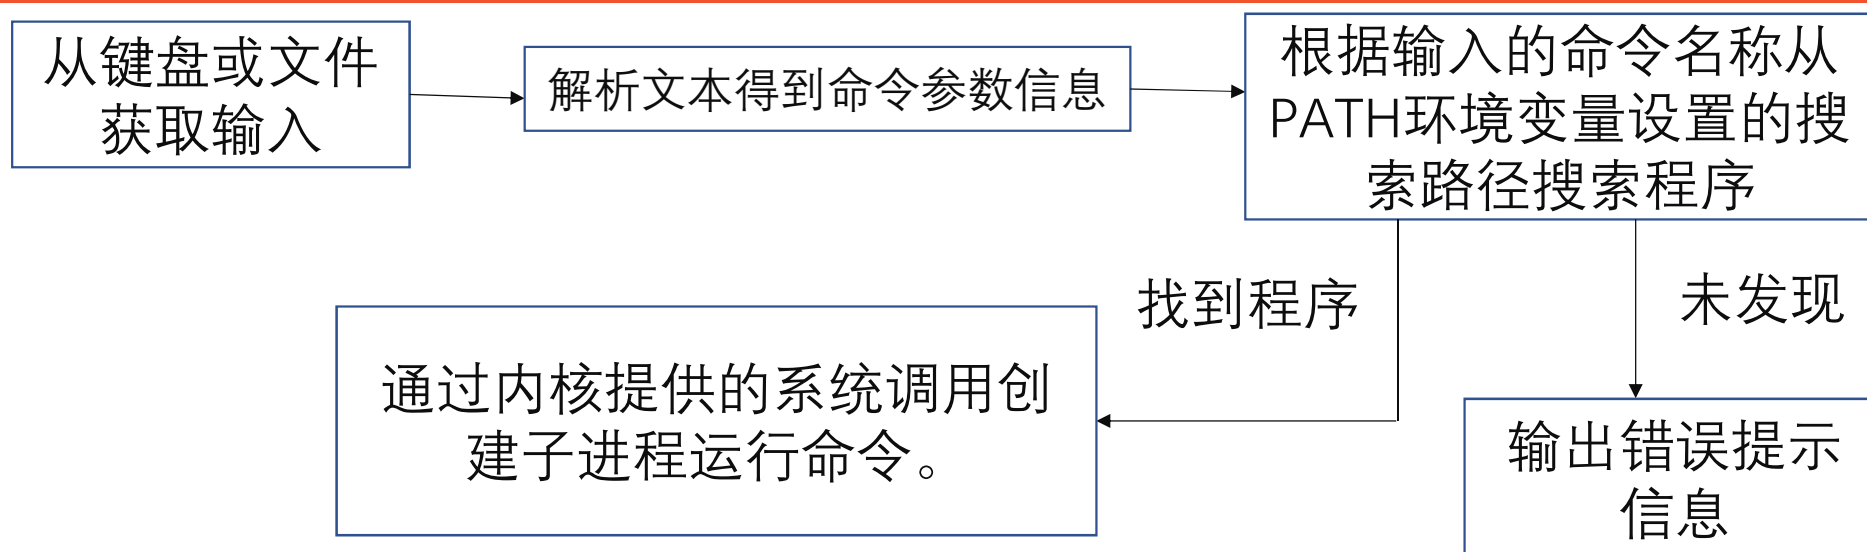 从键盘或文件
获取输入
解析文本得到命令参数信息
根据输入的命令名称从
PATH环境变量设置的搜
索路径搜索程序
找到程序
未发现
通过内核提供的系统调用创
建子进程运行命令。
输出错误提示
信息